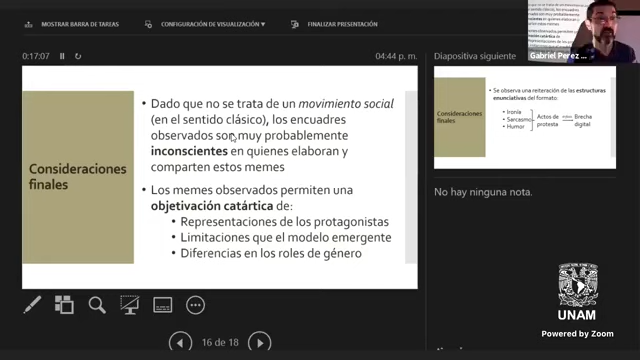 MOSTRAR BARRA DE TAREAS
CONFIGURACIÓN DE VISUALIZACIÓN ▾
FINALIZAR PRESENTACIÓN
0:17:07
04:44 p. m.
Consideraciones
finales
• Dado que no se trata de un movimiento social
(en el sentido clásico), los encuadres
observados son muy probablemente
inconscientes en quienes elaboran y
comparten estos memes
• Los memes observados permiten una
objetivación catártica de:
• Representaciones de los protagonistas
• Limitaciones que el modelo emergente
• Diferencias en los roles de género
16 de 18
Gabriel Perez
Diapositiva siguiente
Consideraciones
finales
• Se observa una reiteración de las estructuras
enunciativas del formato:
• Ironía
• Sarcasmo
• Humor
Actos de
protesta
Brecha
digital
No hay ninguna nota.
UNAM
Powered by Zoom